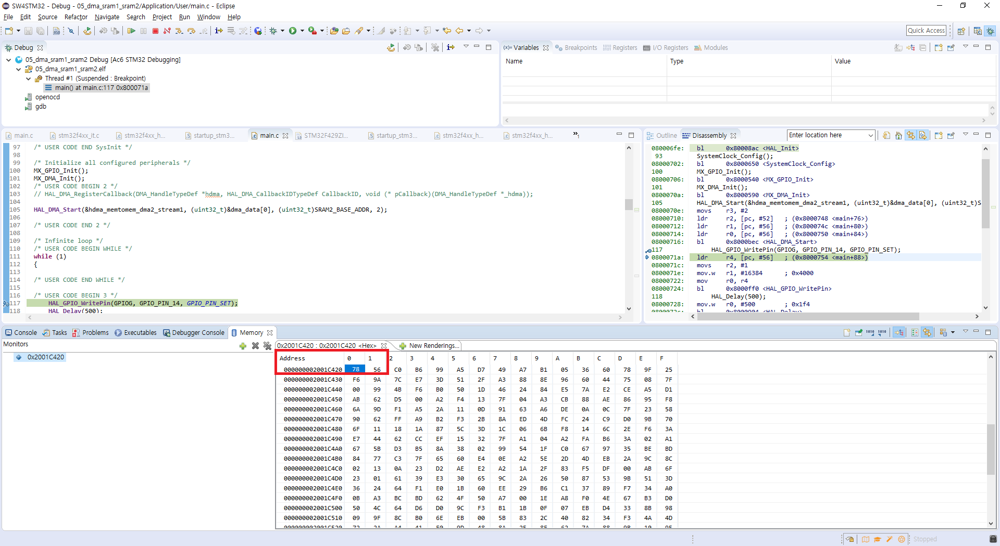 SW4STM32 - Debug - 05_dma_sram1_sram2/Application/User/main.c - Eclipse
File Edit Source Refactor Navigate Search Project Run Window Help
Quick Access
Debug
05_dma_sram1_sram2 Debug [Ac6 STM32 Debugging]
05_dma_sram1_sram2.elf
Thread #1 (Suspended : Breakpoint)
main() at main.c:117 0x800071a
openocd
gdb
(x)= Variables Breakpoints Registers I/O Registers Modules
Name Type Value
main.c stm32f4xx_it.c stm32f4xx_h... startup_stm3... main.c STM32F429ZI... startup_stm3... stm32f4xx_h... stm32f4xx_h... »1
97 /* USER CODE END SysInit */
98
99 /* Initialize all configured peripherals */
100 MX_GPIO_Init();
101 MX_DMA_Init();
102 /* USER CODE BEGIN 2 */
103 // HAL_DMA_RegisterCallback(DMA_HandleTypeDef *hdma, HAL_DMA_CallbackIDTypeDef CallbackID, void (* pCallback)(DMA_HandleTypeDef *_hdma));
104
105 HAL_DMA_Start(&hdma_memtomem_dma2_stream1, (uint32_t)&dma_data[0], (uint32_t)SRAM2_BASE_ADDR, 2);
106
107 /* USER CODE END 2 */
108
109 /* Infinite loop */
110 /* USER CODE BEGIN WHILE */
111 while (1)
112 {
113
114 /* USER CODE END WHILE */
115
116 /* USER CODE BEGIN 3 */
117 HAL_GPIO_WritePin(GPIOG, GPIO_PIN_14, GPIO_PIN_SET);
118 HAL_Delay(500);
Outline Disassembly Enter location here
080006fe: bl 0x80008ac <HAL_Init>
93 SystemClock_Config();
08000702: bl 0x8000650 <SystemClock_Config>
100 MX_GPIO_Init();
08000706: bl 0x8000540 <MX_GPIO_Init>
101 MX_DMA_Init();
0800070a: bl 0x8000590 <MX_DMA_Init>
105 HAL_DMA_Start(&hdma_memtomem_dma2_stream1, (uint32_t)&dma_data[0], (uint32_t)S
0800070e: movs r3, #2
08000710: ldr r2, [pc, #52] ; (0x8000748 <main+76>)
08000712: ldr r1, [pc, #56] ; (0x800074c <main+80>)
08000714: ldr r0, [pc, #56] ; (0x8000750 <main+84>)
08000716: bl 0x8000bec <HAL_DMA_Start>
117 HAL_GPIO_WritePin(GPIOG, GPIO_PIN_14, GPIO_PIN_SET);
0800071a: ldr r4, [pc, #56] ; (0x8000754 <main+88>)
0800071c: movs r2, #1
0800071e: mov.w r1, #16384 ; 0x4000
08000722: mov r0, r4
08000724: bl 0x8000ff0 <HAL_GPIO_WritePin>
118 HAL_Delay(500);
08000728: mov.w r0, #500 ; 0x1f4
0800072c: bl 0x8000904 <HAL_Delay>
Console Tasks Problems Executables Debugger Console Memory
Monitors
0x2001C420
0x2001C420 : 0x2001C420 <Hex> New Renderings...
Address 0 1 2 3 4 5 6 7 8 9 A B C D E F
000000002001C420 78 56 C0 B6 99 A5 D7 49 A7 B1 05 36 60 78 9F 25
000000002001C430 F6 9A 7C E7 3D 51 2F A3 88 8E 96 60 44 75 08 7F
000000002001C440 00 99 4B F6 B0 50 1D 46 24 84 E5 7A E2 CE A5 D1
000000002001C450 AB 62 D5 00 A2 F4 13 7F 04 A3 CB 88 AE 86 95 F8
000000002001C460 6A 9D F1 A5 2A 11 0D 91 63 A6 DE 0A 0C 7F 23 58
000000002001C470 90 62 FF A9 B2 F3 2B 8A ED 4D FC 24 C9 D0 9B 70
000000002001C480 6F 11 18 1A 87 5C 3D 1C 06 6B F8 14 6C 2E F6 3A
000000002001C490 E7 44 62 CC EF 15 32 7F A1 04 A2 FA B6 3A 02 A1
000000002001C4A0 67 5B D3 B5 8A 38 02 99 54 1F C0 67 97 35 BE BD
000000002001C4B0 84 77 C3 7F 65 60 E4 0E A2 5E 2D 4D EB 2A 9C 8C
000000002001C4C0 02 13 0A 23 D2 AE E2 A2 1A 2F 83 F5 DF 00 AB 6F
000000002001C4D0 23 01 61 39 E3 30 65 9C 2A 26 50 87 53 9B 51 3D
000000002001C4E0 36 24 64 F1 E0 1B 60 EE 29 B6 C1 37 89 F7 34 A0
000000002001C4F0 0B A3 BC BD 62 4F 50 A7 00 1E A8 F0 4E 67 B3 D0
000000002001C500 50 4C 64 D6 D0 9C F3 B1 1B 0F 07 EB D4 33 8B 98
000000002001C510 09 9F 8C B0 6E EB 00 5B 83 2C 40 82 34 F3 4A 4D
Stopped